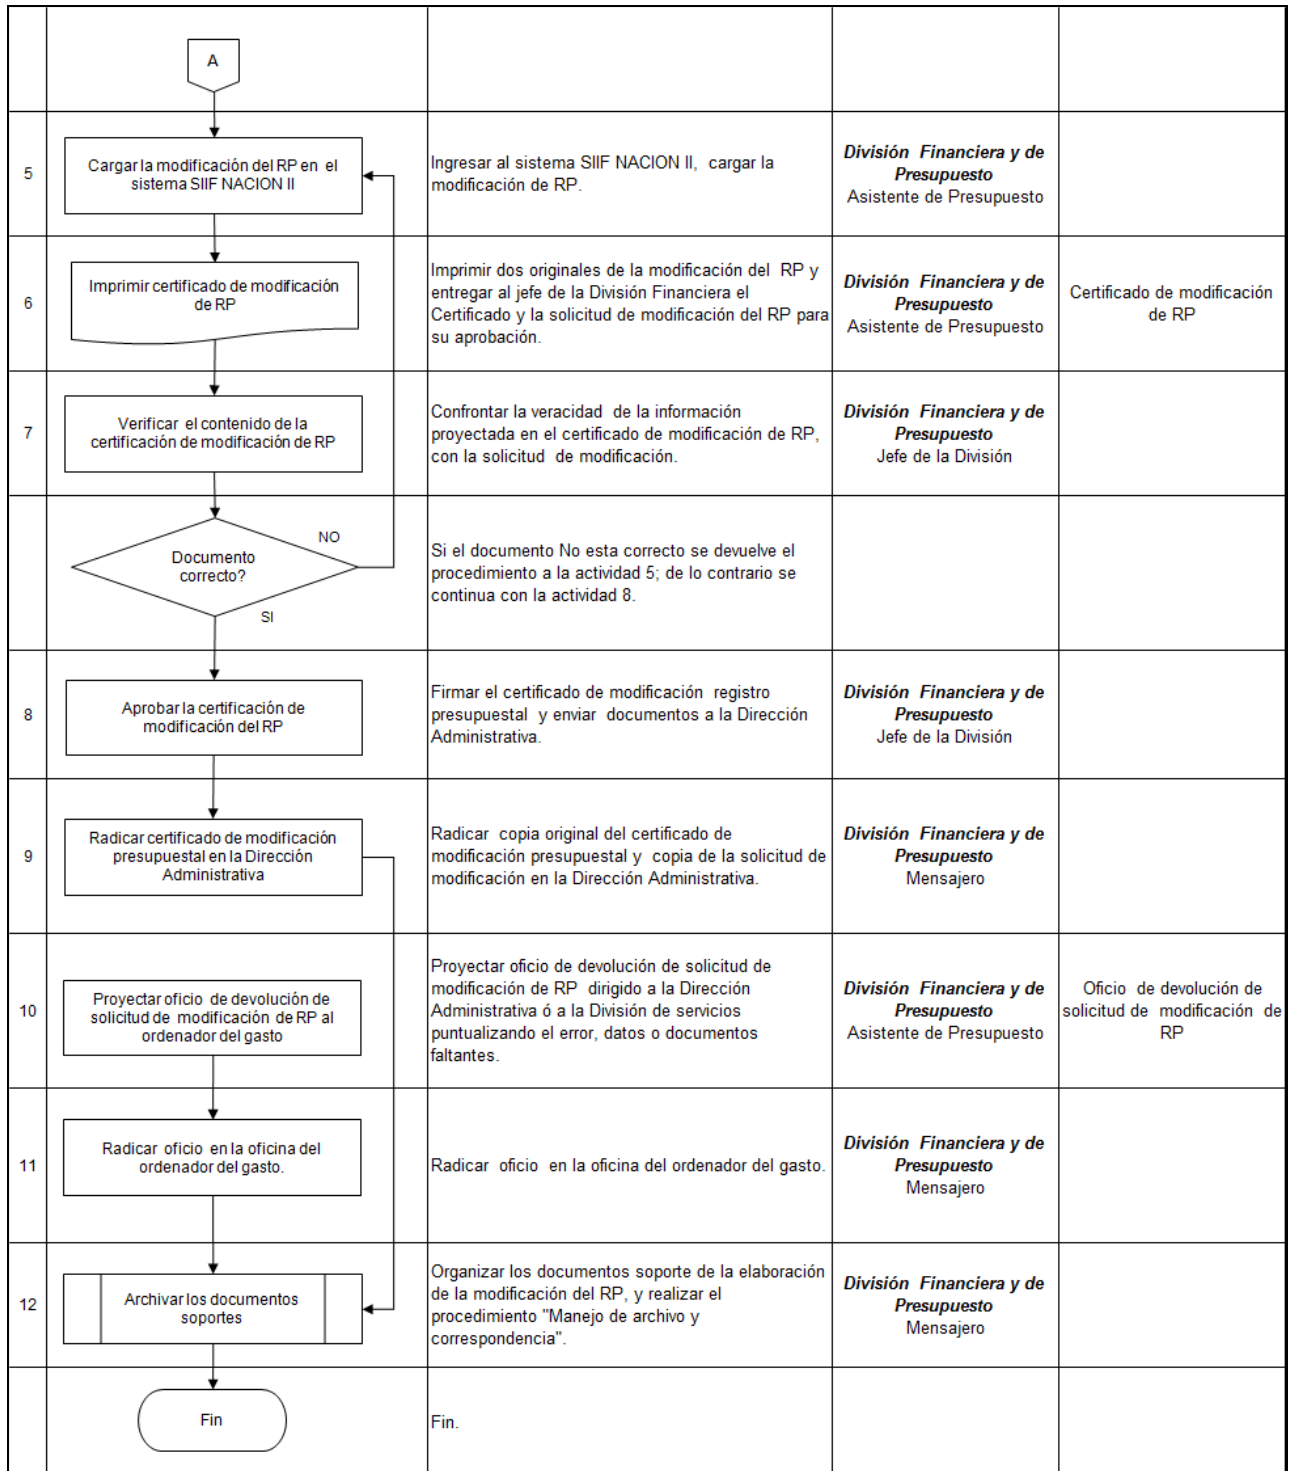 A
5
Cargar la modificación del RP en el
sistema SIIF NACION II
Ingresar al sistema SIIF NACION II, cargar la
modificación de RP.
División Financiera y de
Presupuesto
Asistente de Presupuesto
6
Imprimir certificado de modificación
de RP
Imprimir dos originales de la modificación del RP y
entregar al jefe de la División Financiera el
Certificado y la solicitud de modificación del RP para
su aprobación.
División Financiera y de
Presupuesto
Asistente de Presupuesto
Certificado de modificación
de RP
7
Verificar el contenido de la
certificación de modificación de RP
Confrontar la veracidad de la información
proyectada en el certificado de modificación de RP,
con la solicitud de modificación.
División Financiera y de
Presupuesto
Jefe de la División
NO
Documento
correcto?
SI
Si el documento No esta correcto se devuelve el
procedimiento a la actividad 5; de lo contrario se
continua con la actividad 8.
8
Aprobar la certificación de
modificación del RP
Firmar el certificado de modificación registro
presupuestal y enviar documentos a la Dirección
Administrativa.
División Financiera y de
Presupuesto
Jefe de la División
9
Radicar certificado de modificación
presupuestal en la Dirección
Administrativa
Radicar copia original del certificado de
modificación presupuestal y copia de la solicitud de
modificación en la Dirección Administrativa.
División Financiera y de
Presupuesto
Mensajero
10
Proyectar oficio de devolución de
solicitud de modificación de RP al
ordenador del gasto
Proyectar oficio de devolución de solicitud de
modificación de RP dirigido a la Dirección
Administrativa ó a la División de servicios
puntualizando el error, datos o documentos
faltantes.
División Financiera y de
Presupuesto
Asistente de Presupuesto
Oficio de devolución de
solicitud de modificación de
RP
11
Radicar oficio en la oficina del
ordenador del gasto.
Radicar oficio en la oficina del ordenador del gasto.
División Financiera y de
Presupuesto
Mensajero
12
Archivar los documentos
soportes
Organizar los documentos soporte de la elaboración
de la modificación del RP, y realizar el
procedimiento "Manejo de archivo y
correspondencia".
División Financiera y de
Presupuesto
Mensajero
Fin
Fin.